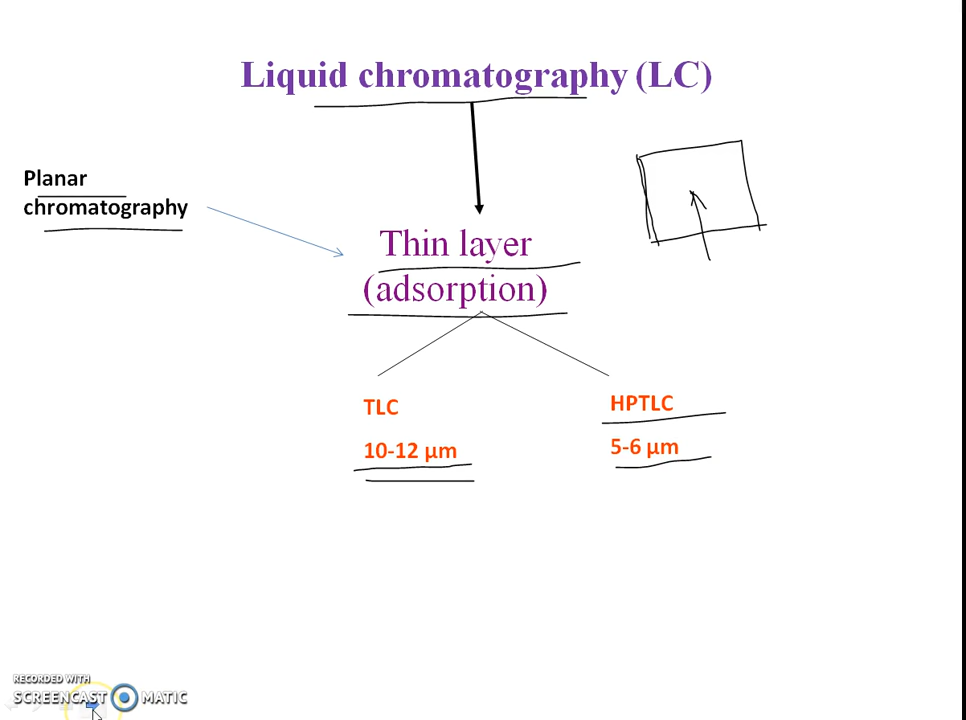 Liquid chromatography (LC)
Planar
chromatography
Thin layer
(adsorption)
TLC
HPTLC
10-12 μm
5-6 μm
RECORDED WITH
SCREENCAST MATIC